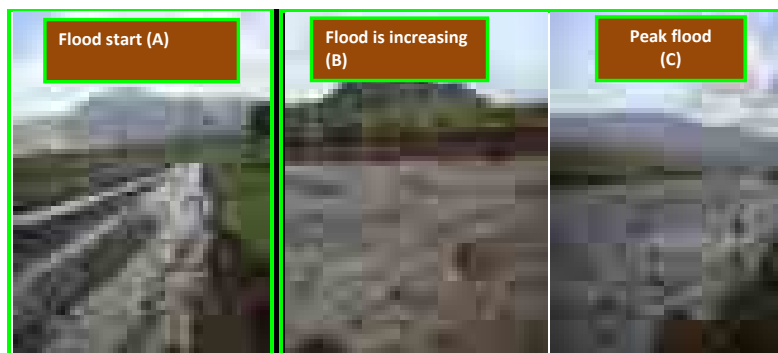 Flood start (A)
Flood is increasing
(B)
Peak flood
(C)